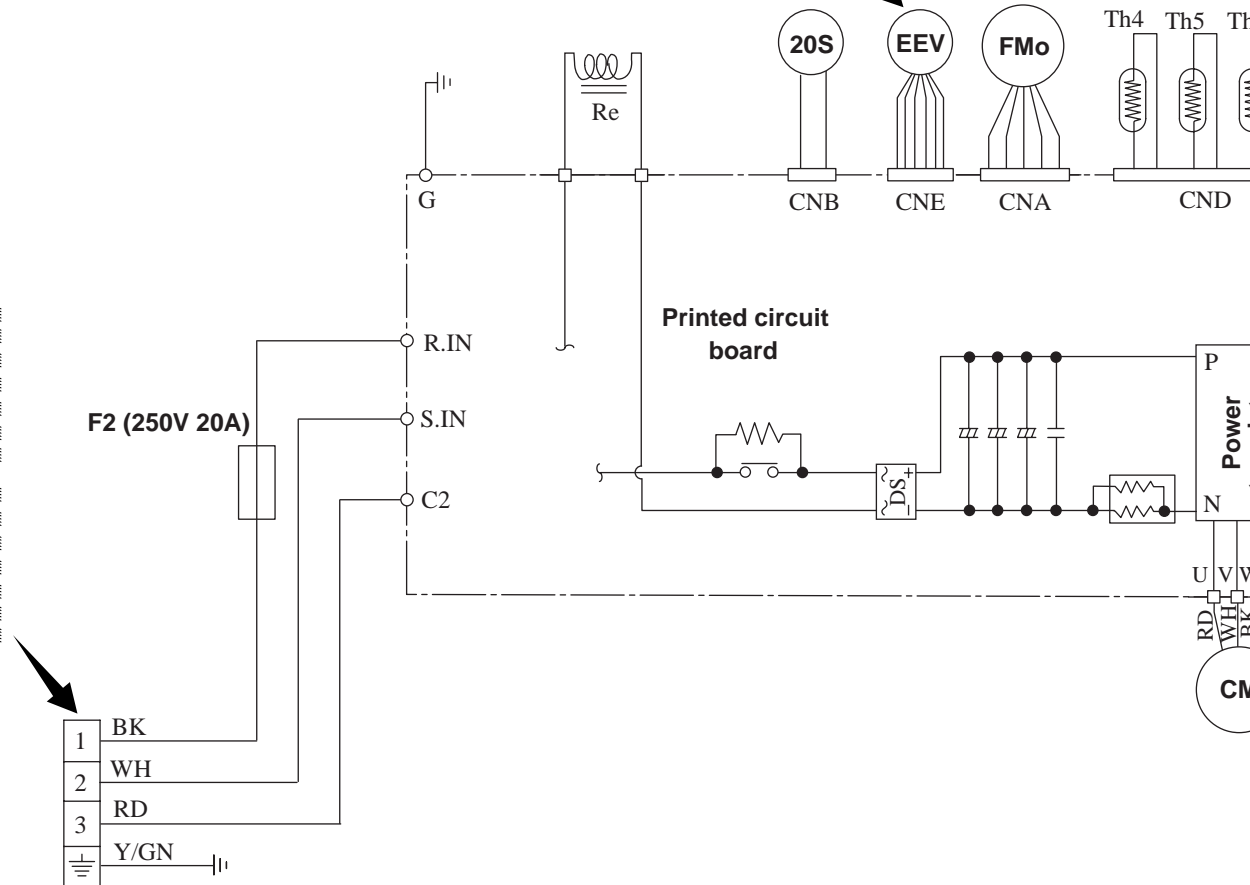 Th4 Th5
20S EEV FMo
Re
G CNB CNE CNA CND
Printed circuit
board
R.IN
P
F2 (250V 20A)
S.IN
Power
C2
DS
+
−
N
U V
RD WH BK
1 BK
2 WH
3 RD
Y/GN